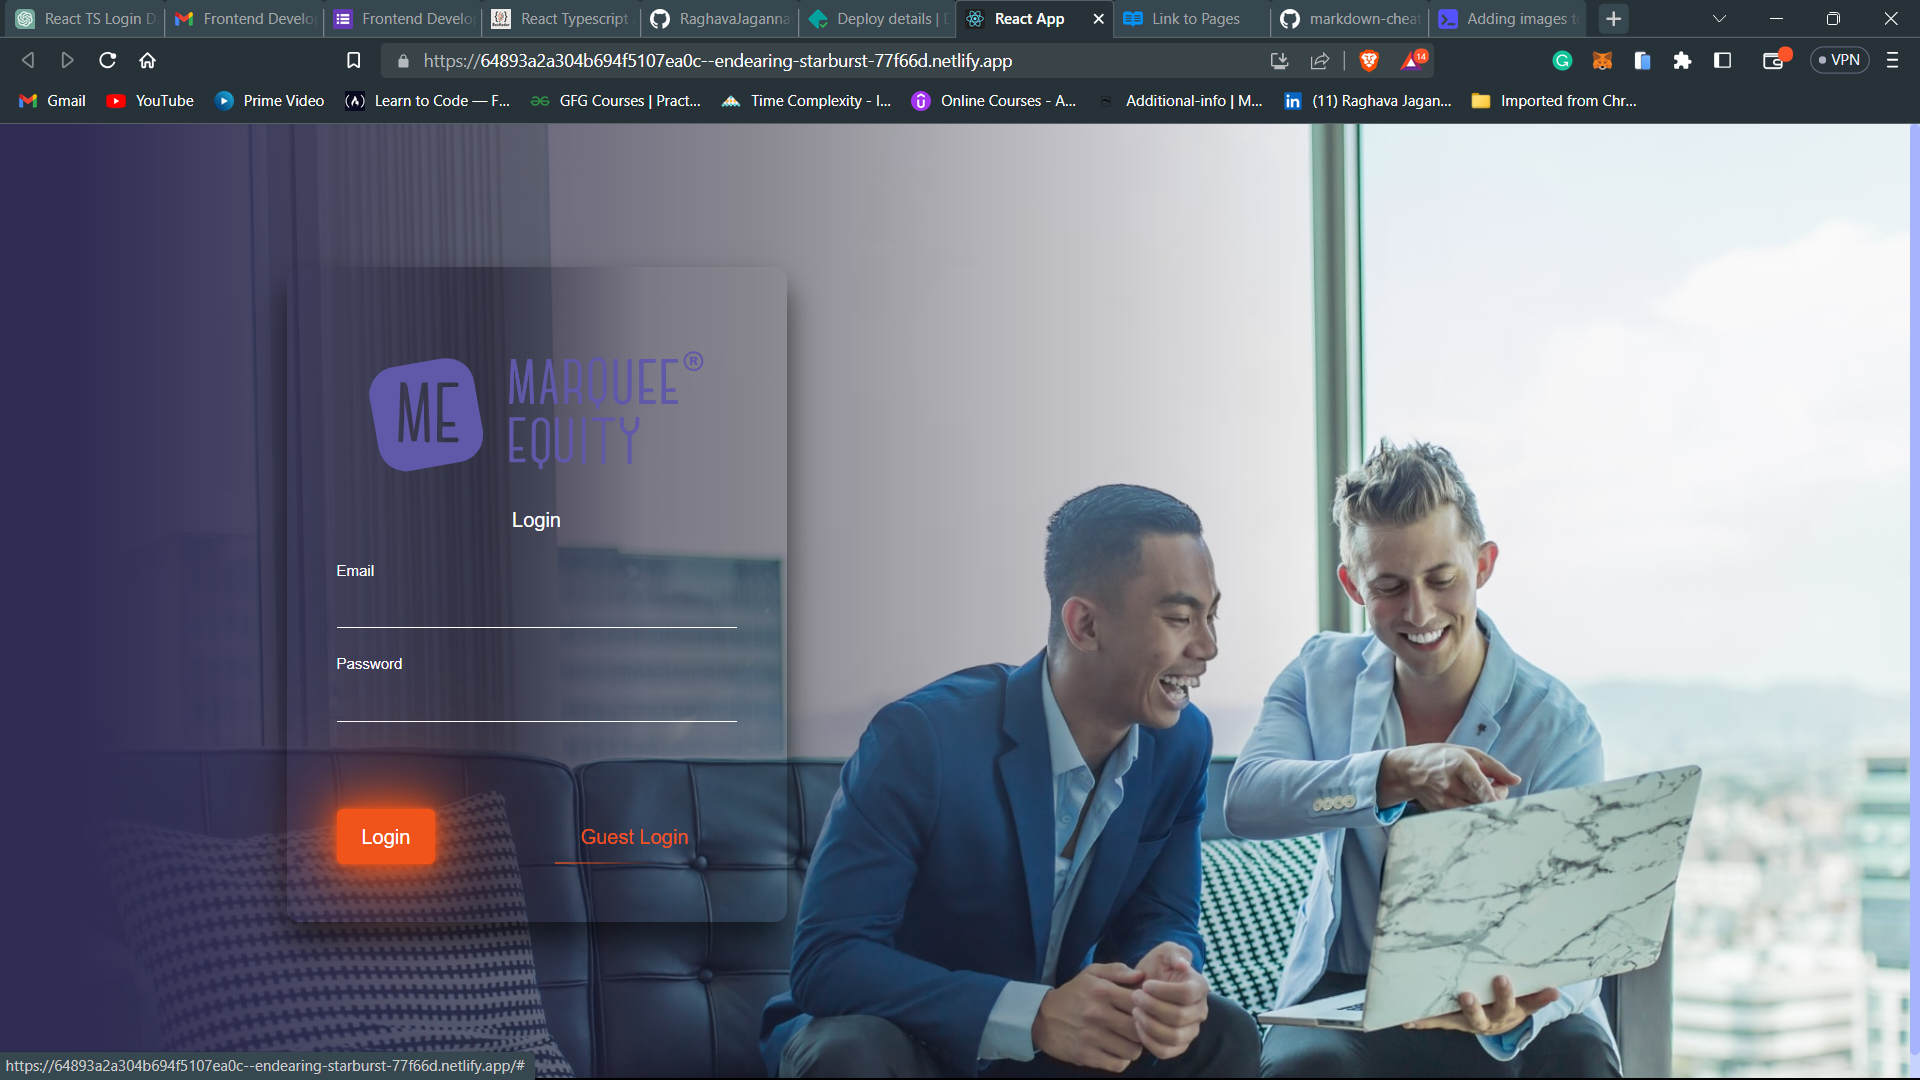 React TS Login D
Frontend Develo
Frontend Develo
React Typescript
RaghavaJaganna
Deploy details |
React App
Link to Pages
markdown-cheat
Adding images t
https://64893a2a304b694f5107ea0c--endearing-starburst-77f66d.netlify.app
14
VPN
Gmail
YouTube
Prime Video
Learn to Code — F...
GFG Courses | Pract...
Time Complexity - I...
Online Courses - A...
Additional-info | M...
(11) Raghava Jagan...
Imported from Chr...
ME
MARQUEE®
EQUITY
Login
Email
Password
Login
Guest Login
https://64893a2a304b694f5107ea0c--endearing-starburst-77f66d.netlify.app/#